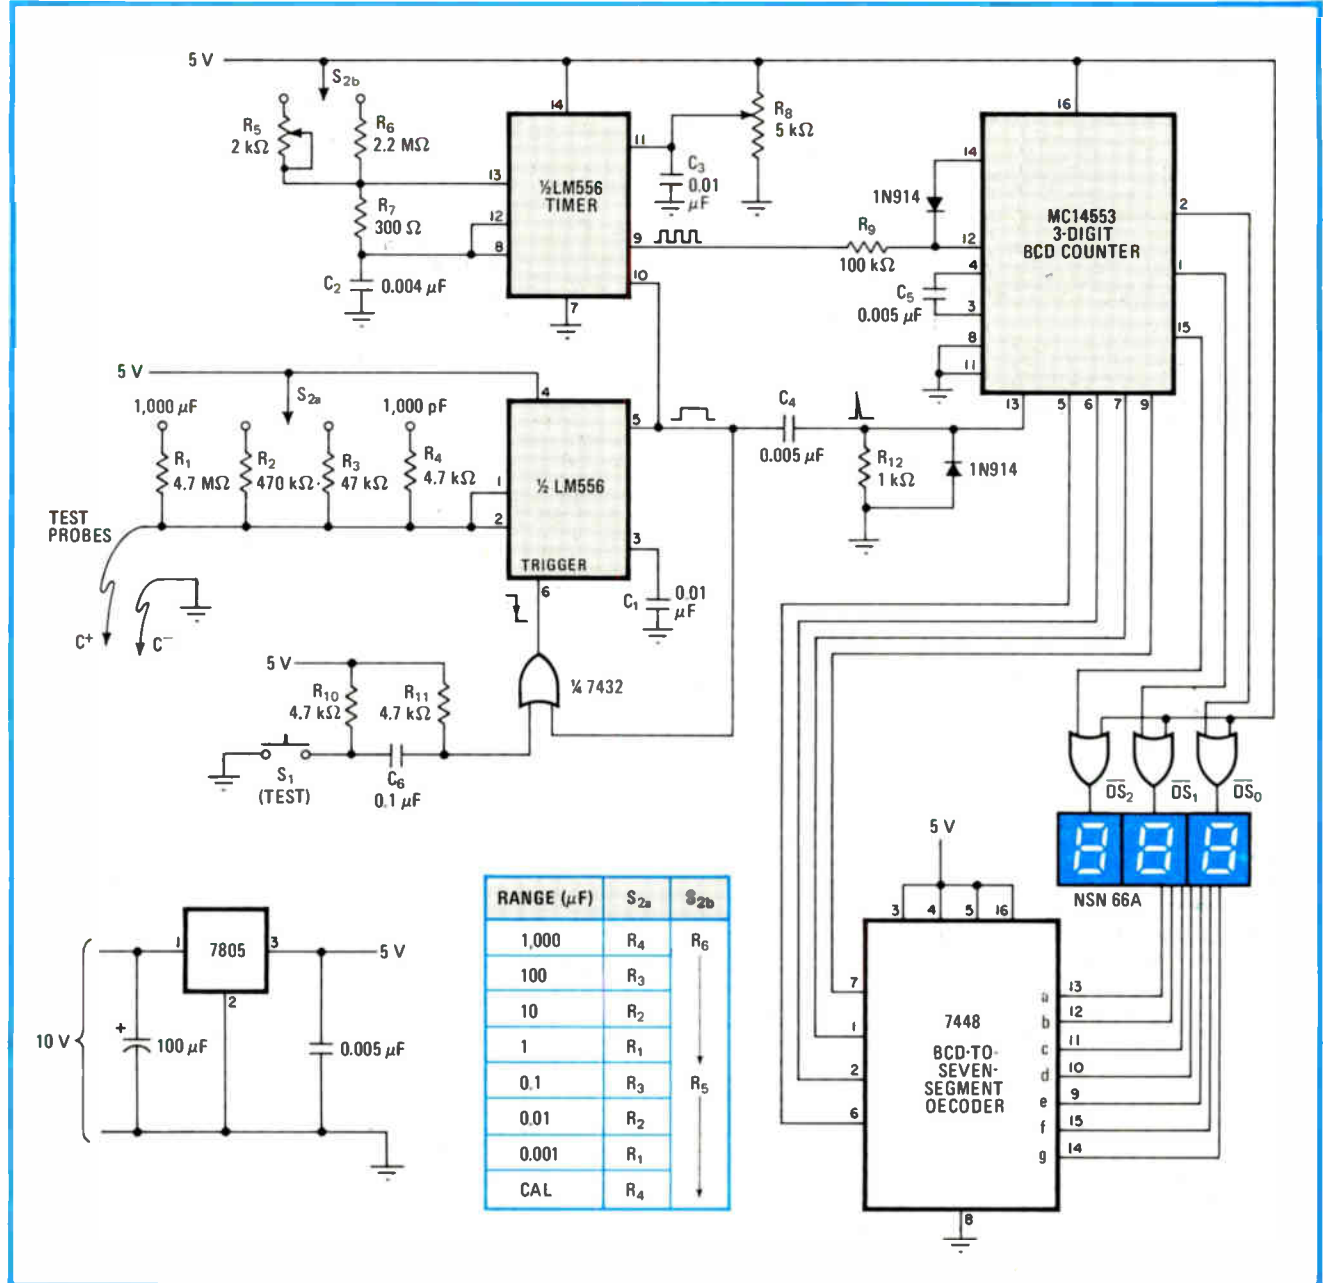 5 V
S2b
R5
2 kΩ
R6
2.2 MΩ
R7
300 Ω
C2
0.004 μF
14
13
12
8
11
9
10
7
½LM556
TIMER
C3
0.01
μF
R8
5 kΩ
1N914
R9
100 kΩ
C5
0.005 μF
16
14
12
4
3
8
11
13
5
6
7
9
2
1
15
MC14553
3-DIGIT
BCD COUNTER
5 V
S2a
1,000 μF
1,000 pF
R1
4.7 MΩ
R2
470 kΩ
R3
47 kΩ
R4
4.7 kΩ
TEST
PROBES
C+
C−
4
5
1
2
3
6
½ LM556
TRIGGER
C1
0.01
μF
C4
0.005 μF
R12
1 kΩ
1N914
5 V
R10
4.7 kΩ
R11
4.7 kΩ
S1
(TEST)
C6
0.1 μF
¼ 7432
DS2
DS1
DS0
8 8 8
NSN 66A
5 V
3
4
5
16
7
1
2
6
7448
BCD-TO-
SEVEN-
SEGMENT
DECODER
a
b
c
d
e
f
g
13
12
11
10
9
15
14
8
10 V
+
100 μF
1
7805
3
2
5 V
0.005 μF
RANGE (μF) S2a S2b
1,000 R4 R6
100 R3
10 R2
1 R1
0.1 R3 R5
0.01 R2
0.001 R1
CAL R4